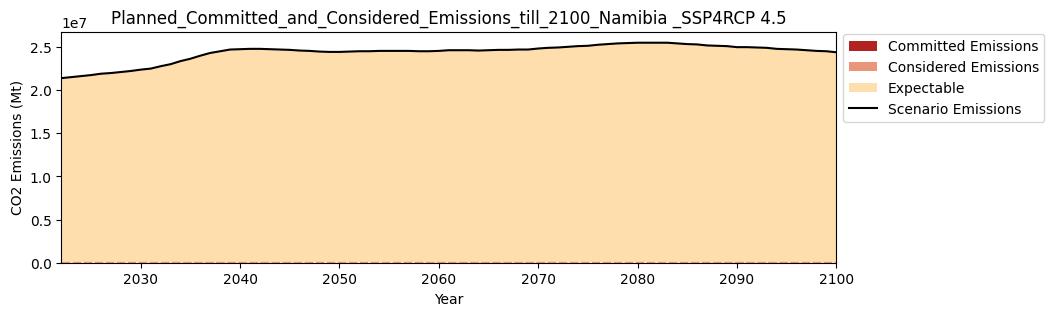 Planned_Committed_and_Considered_Emissions_till_2100_Namibia _SSP4RCP 4.5
1e7
2.5
2.0
1.5
1.0
0.5
0.0
CO2 Emissions (Mt)
2030 2040 2050 2060 2070 2080 2090 2100
Year
Committed Emissions
Considered Emissions
Expectable
Scenario Emissions